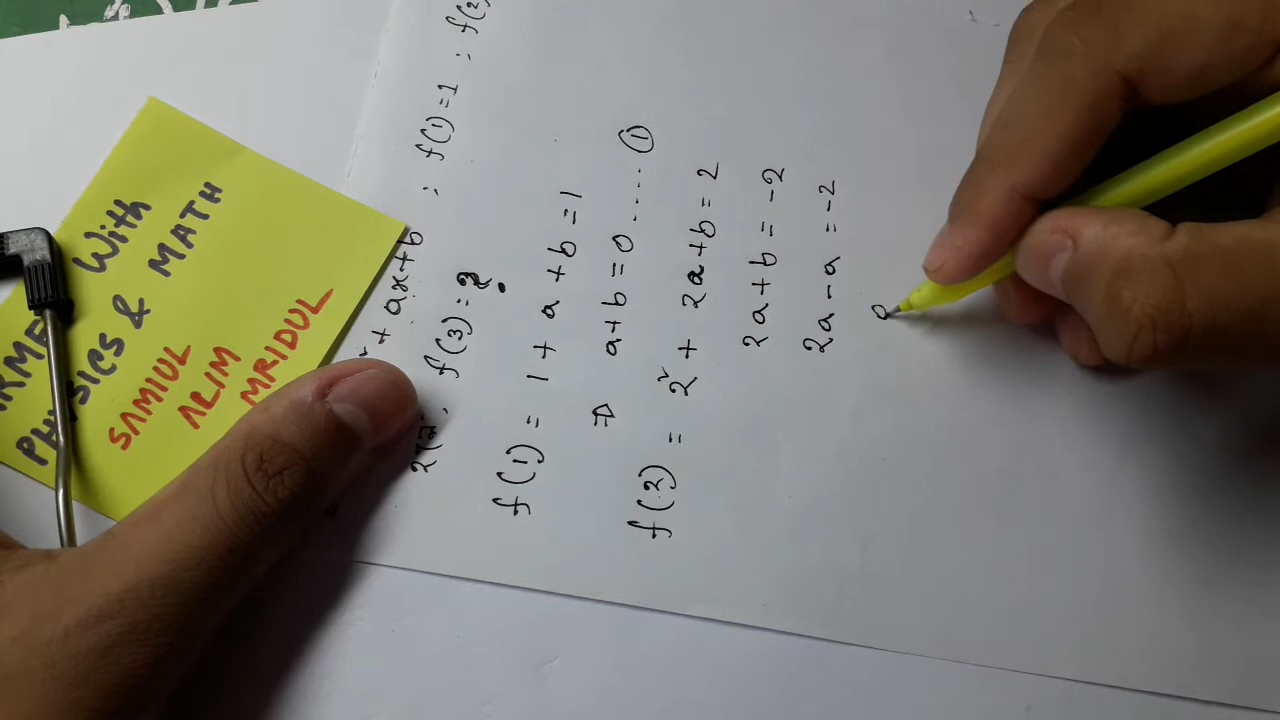 With
PHYSICS & MATH
SAMIUL
ALIM
MRIDUL
+ ax+b ; f(1)=1 ; f(2)
f(3)=?
f(1) = 1 + a + b = 1
⇒ a+b = 0 ..... ①
f(2) = 2² + 2a+b = 2
2a + b = -2
2a - a = -2
a